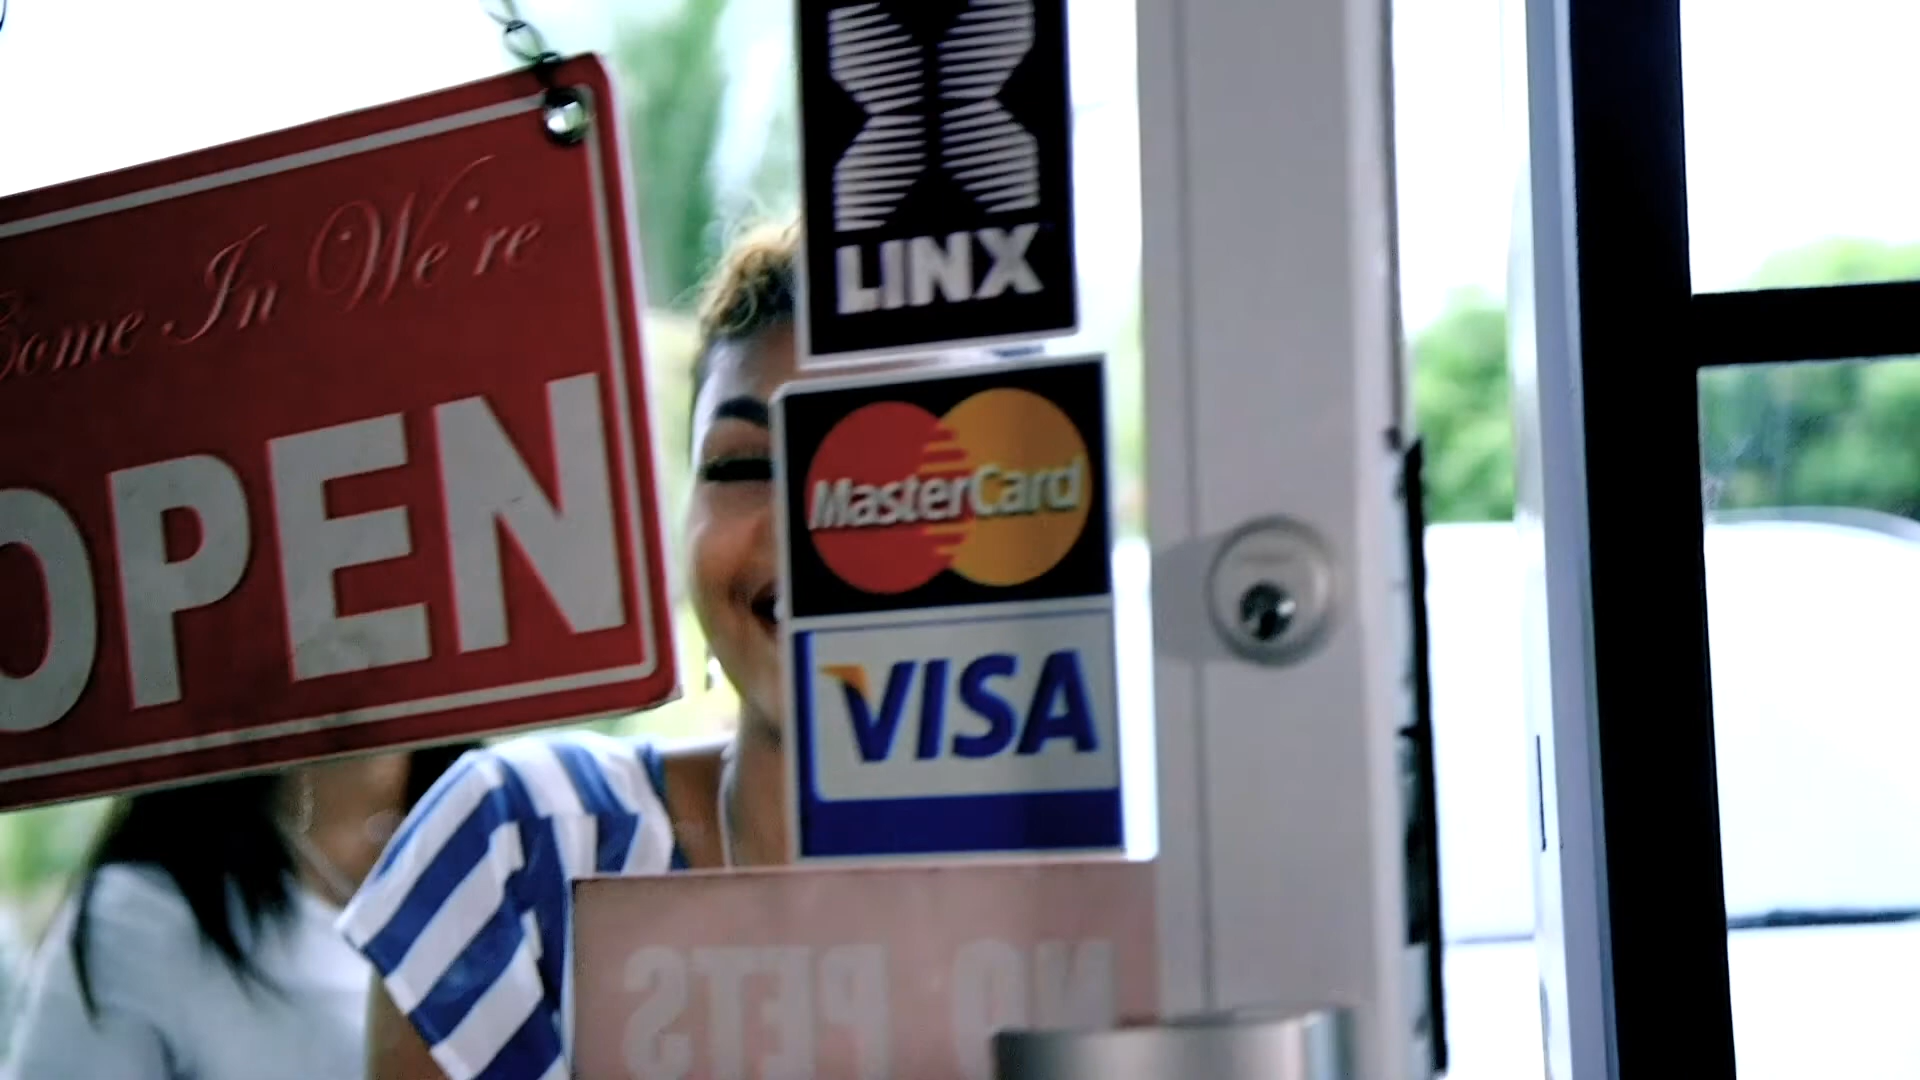 Come In We're
OPEN
LINX
MasterCard
VISA
NO PETS